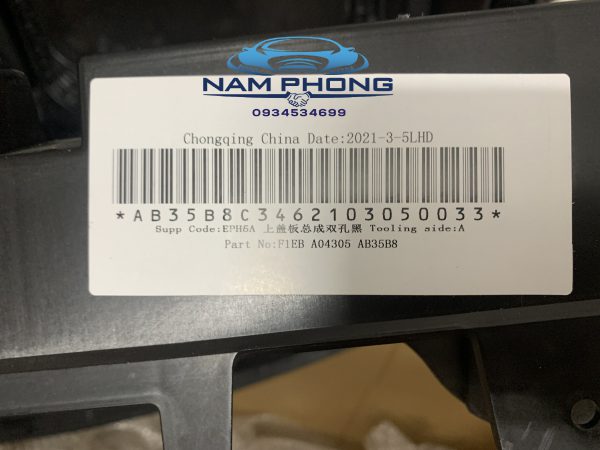 NAM PHONG
0934534699
Chongqing China Date:2021-3-5LHD
*AB35B8C3462103050033*
Supp Code:EPH5A 上盖板总成双孔黑 Tooling side:A
Part No:F1EB A04305 AB35B8